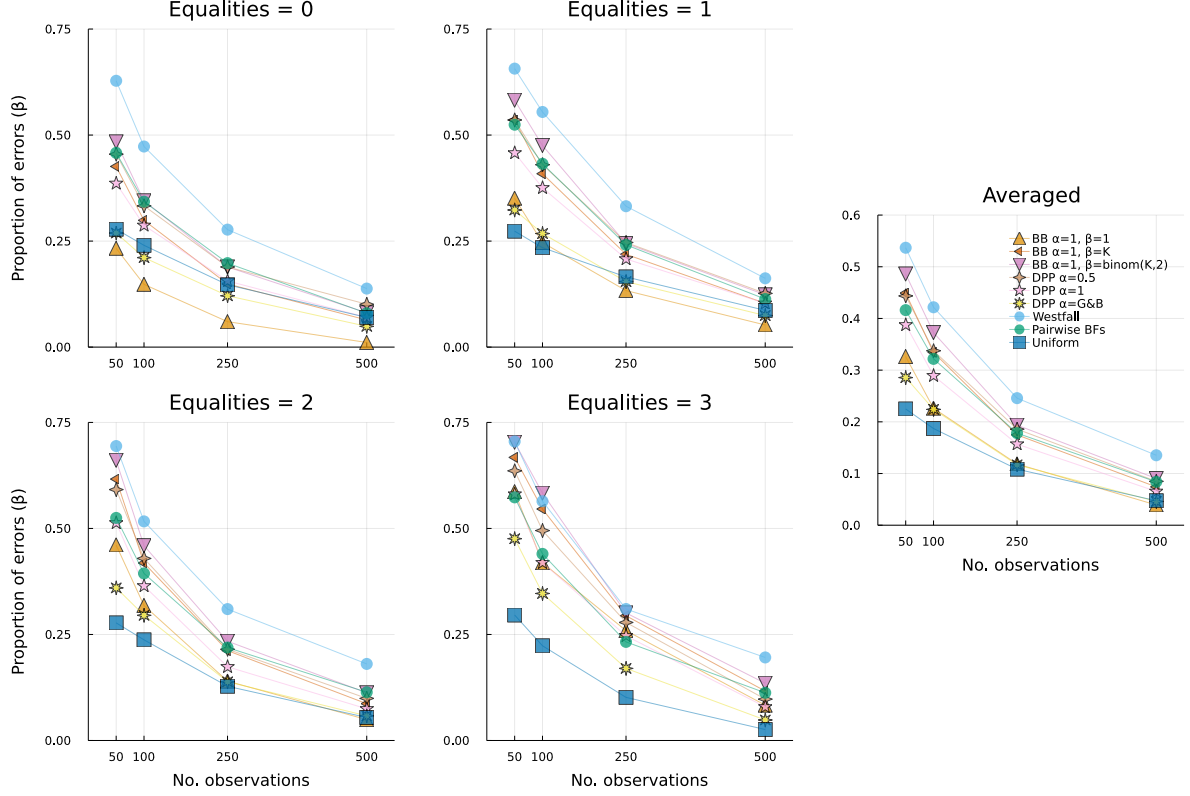 Equalities = 0
Proportion of errors (β)
0.75
0.50
0.25
0.00
50 100 250 500
Equalities = 1
0.75
0.50
0.25
0.00
50 100 250 500
Equalities = 2
Proportion of errors (β)
0.75
0.50
0.25
0.00
50 100 250 500
No. observations
Equalities = 3
0.75
0.50
0.25
0.00
50 100 250 500
No. observations
Averaged
0.6
0.5
0.4
0.3
0.2
0.1
0.0
BB α=1, β=1
BB α=1, β=K
BB α=1, β=binom(K,2)
DPP α=0.5
DPP α=1
DPP α=G&B
Westfall
Pairwise BFs
Uniform
50 100 250 500
No. observations